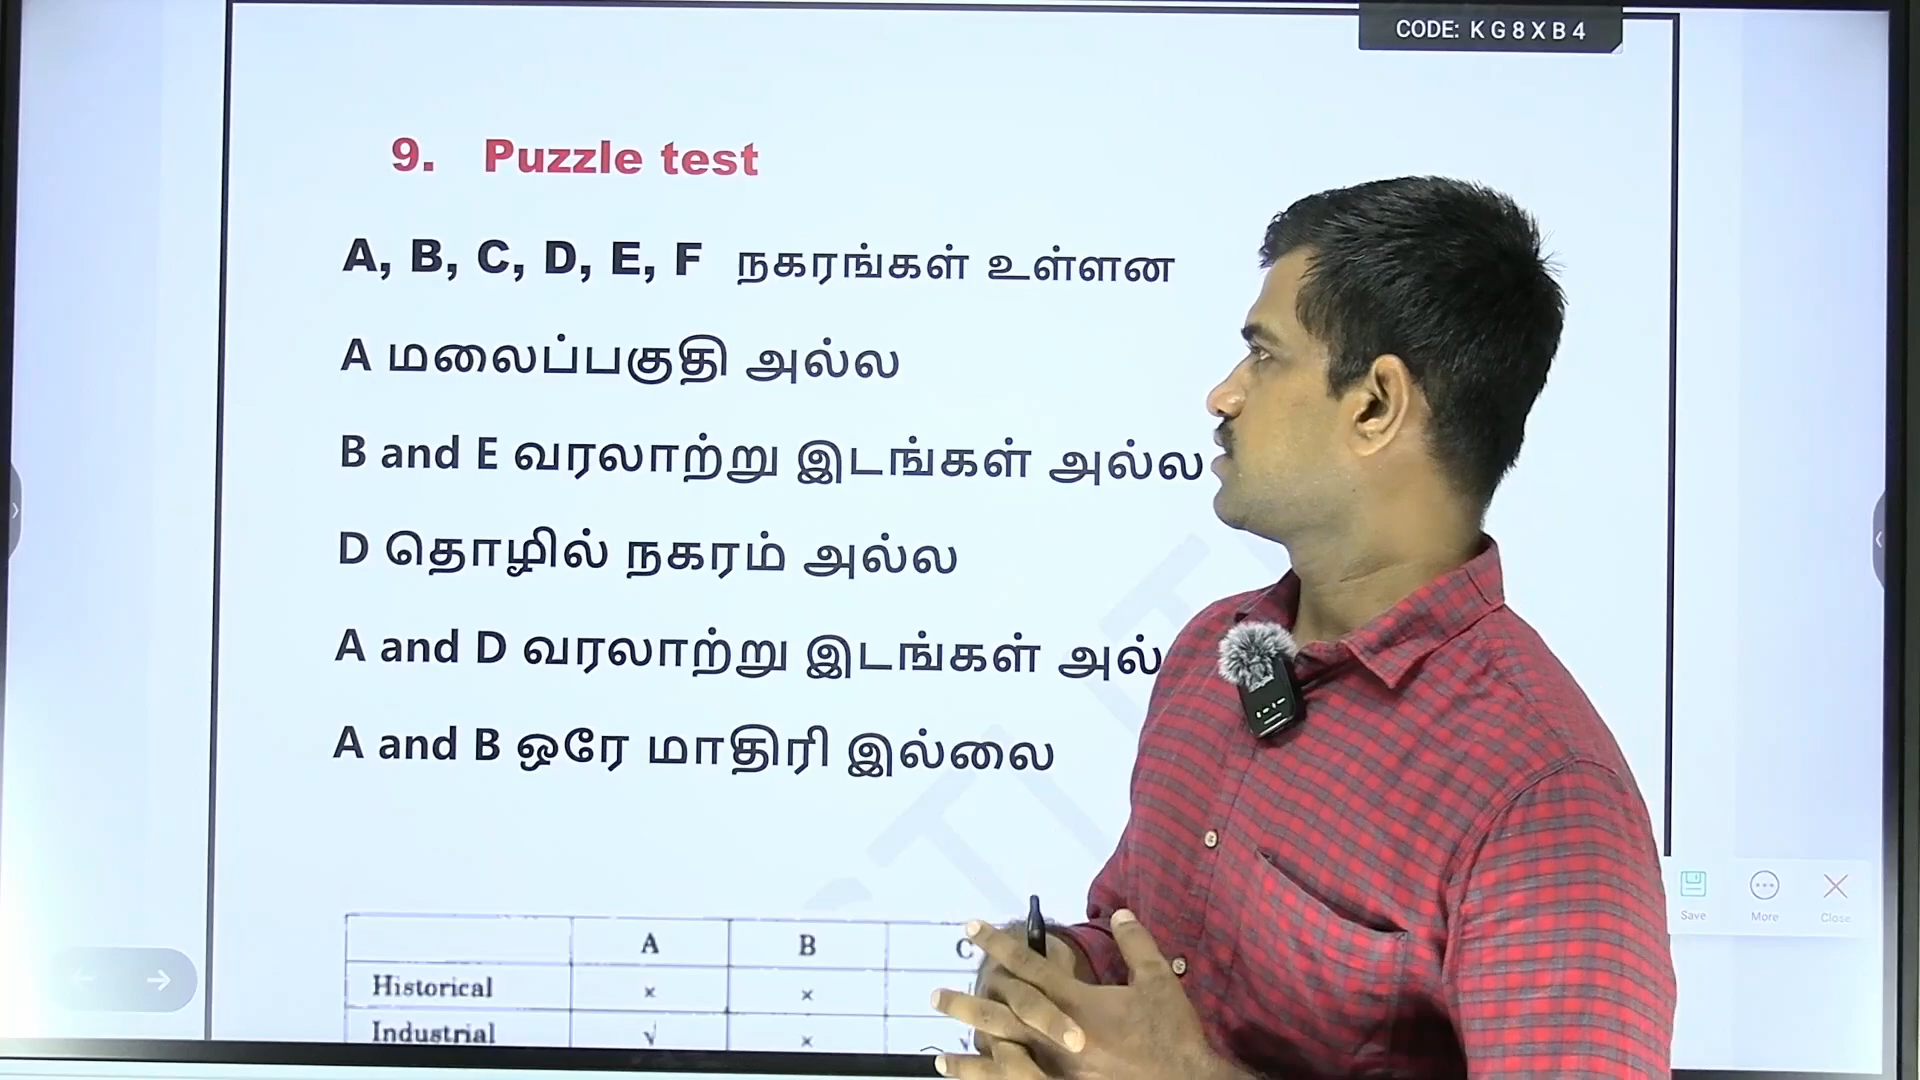 CODE: K G 8 X B 4
9. Puzzle test
A, B, C, D, E, F நகரங்கள் உள்ளன
A மலைப்பகுதி அல்ல
B and E வரலாற்று இடங்கள் அல்ல
D தொழில் நகரம் அல்ல
A and D வரலாற்று இடங்கள்
A and B ஒரே மாதிரி இல்லை
A B C
Historical × ×
Industrial √ × √
Save More Close